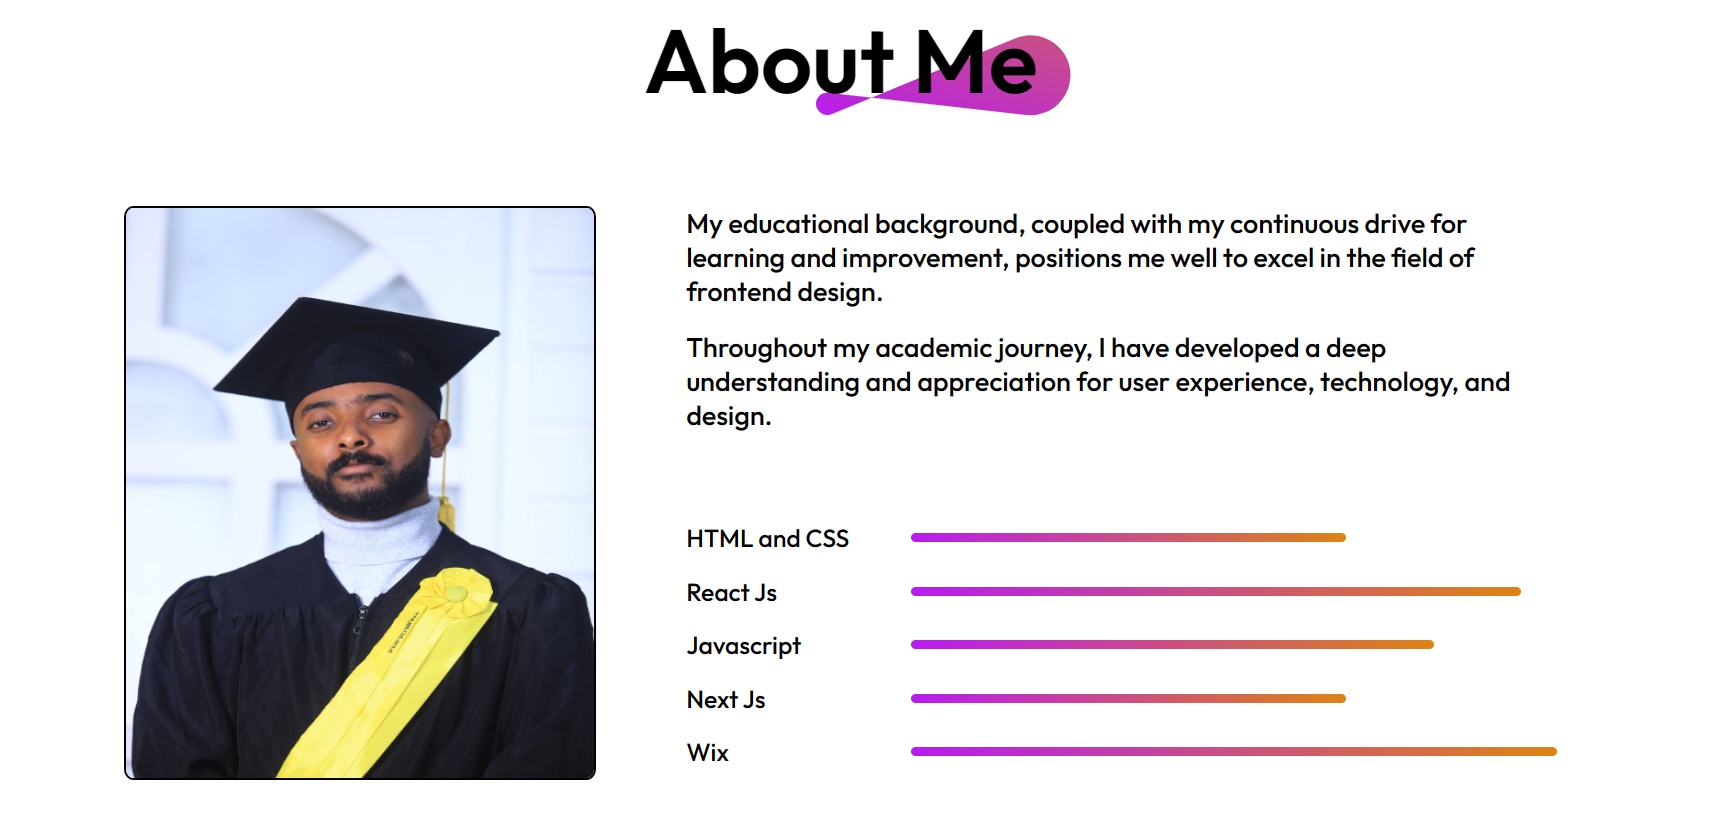 About Me
My educational background, coupled with my continuous drive for
learning and improvement, positions me well to excel in the field of
frontend design.
Throughout my academic journey, I have developed a deep
understanding and appreciation for user experience, technology, and
design.
HTML and CSS
React Js
Javascript
Next Js
Wix